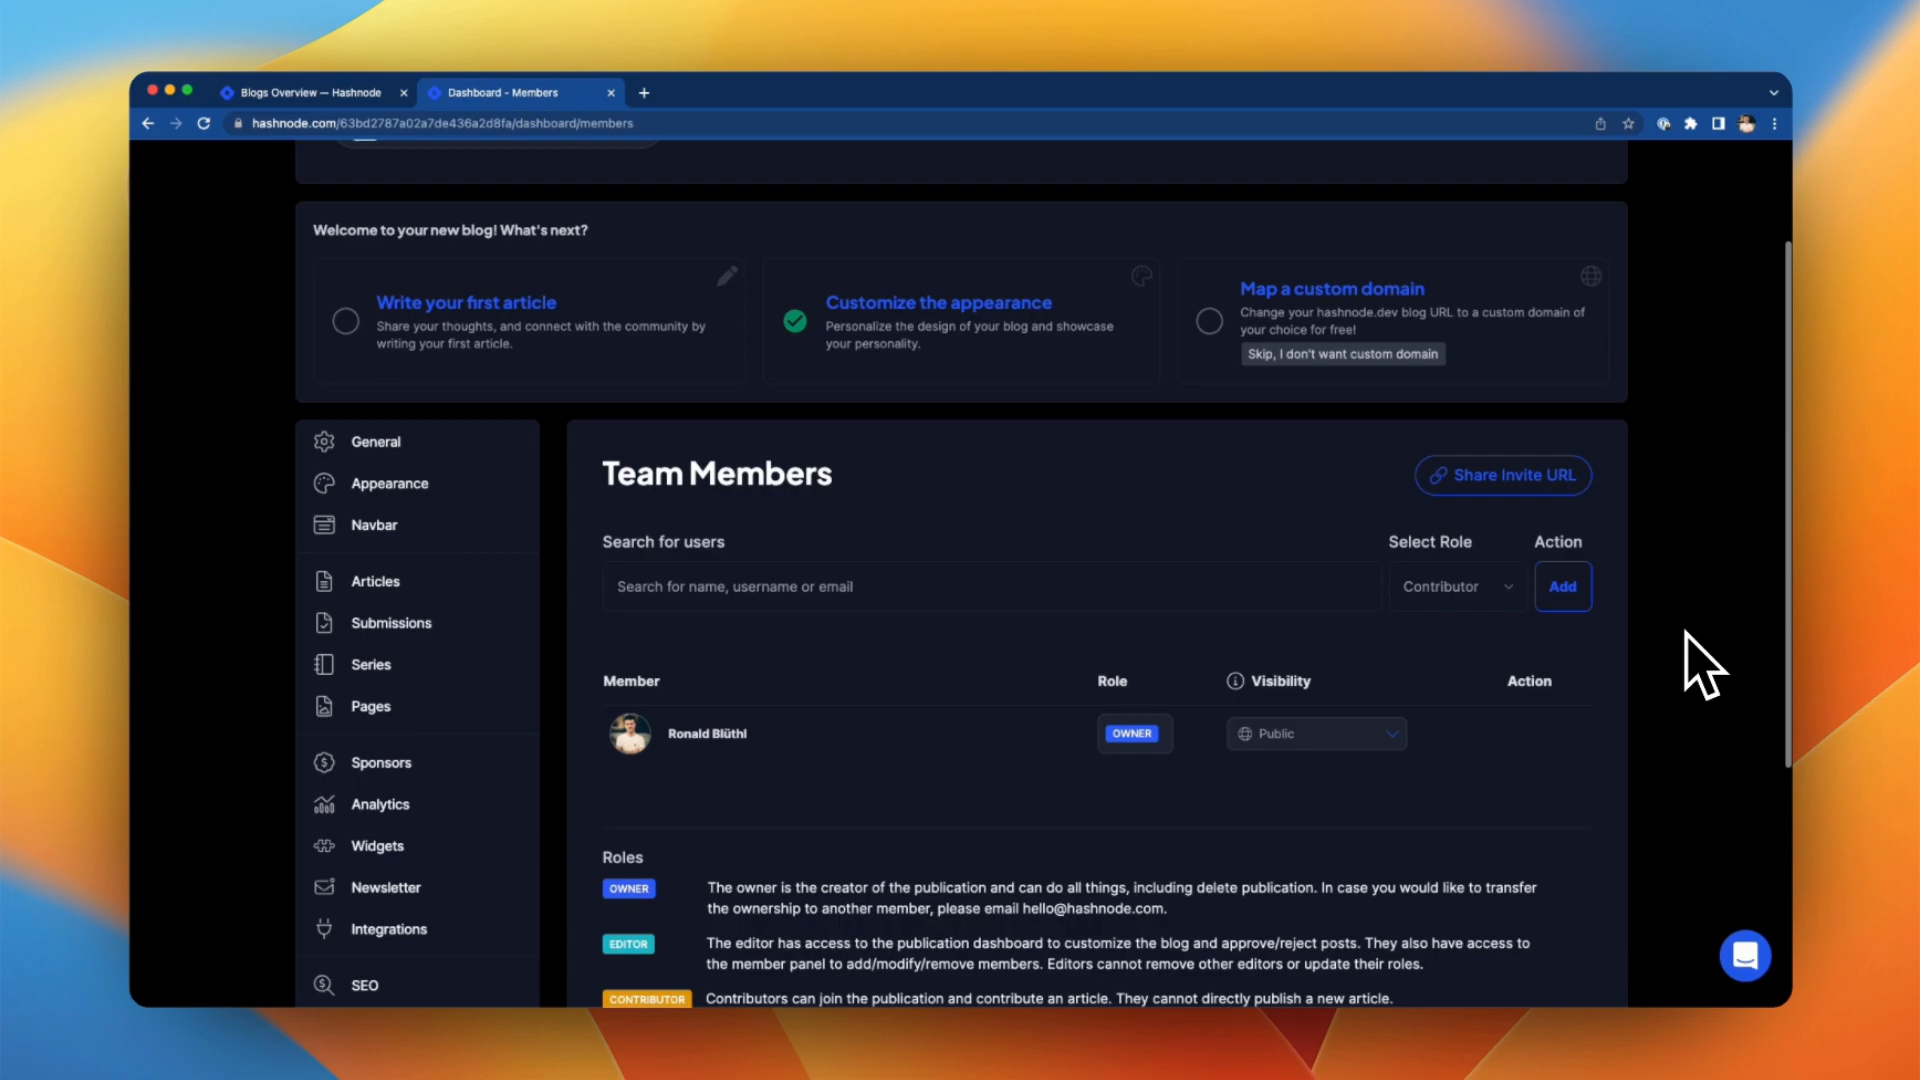 Blogs Overview — Hashnode
Dashboard - Members
hashnode.com/63bd2787a02a7de436a2d8fa/dashboard/members
Welcome to your new blog! What's next?
Write your first article
Share your thoughts, and connect with the community by
writing your first article.
Customize the appearance
Personalize the design of your blog and showcase
your personality.
Map a custom domain
Change your hashnode.dev blog URL to a custom domain of
your choice for free!
Skip, I don't want custom domain
General
Appearance
Navbar
Articles
Submissions
Series
Pages
Sponsors
Analytics
Widgets
Newsletter
Integrations
SEO
Team Members
Share Invite URL
Search for users
Select Role
Action
Search for name, username or email
Contributor
Add
Member
Role
Visibility
Action
Ronald Blüthl
OWNER
Public
Roles
OWNER
The owner is the creator of the publication and can do all things, including delete publication. In case you would like to transfer
the ownership to another member, please email hello@hashnode.com.
EDITOR
The editor has access to the publication dashboard to customize the blog and approve/reject posts. They also have access to
the member panel to add/modify/remove members. Editors cannot remove other editors or update their roles.
CONTRIBUTOR
Contributors can join the publication and contribute an article. They cannot directly publish a new article.